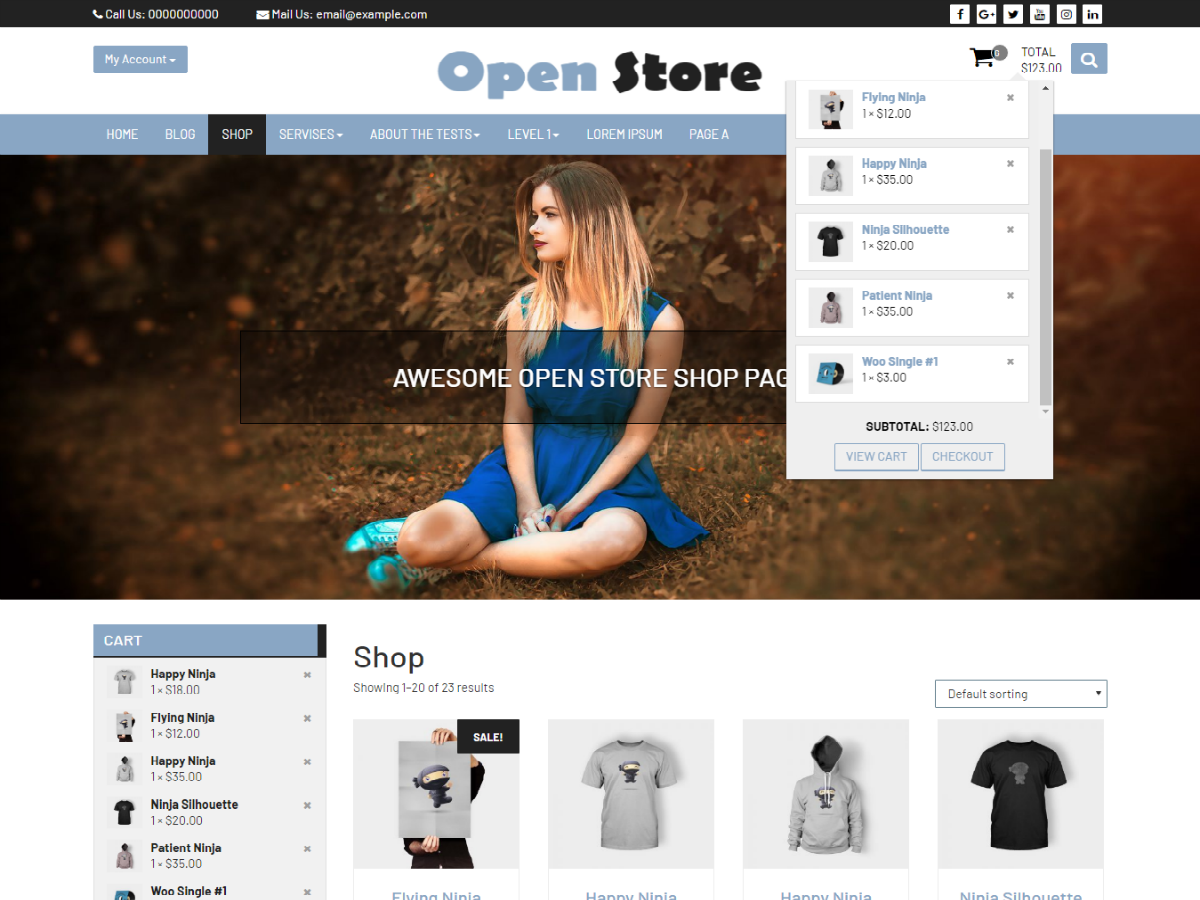 Call Us: 0000000000
Mail Us: email@example.com
My Account
Open Store
6
TOTAL
$123.00
HOME
BLOG
SHOP
SERVISES
ABOUT THE TESTS
LEVEL 1
LOREM IPSUM
PAGE A
Flying Ninja
1 × $12.00
Happy Ninja
1 × $35.00
Ninja Silhouette
1 × $20.00
Patient Ninja
1 × $35.00
Woo Single #1
1 × $3.00
SUBTOTAL: $123.00
VIEW CART
CHECKOUT
AWESOME OPEN STORE SHOP PAG
CART
Happy Ninja
1 × $18.00
Flying Ninja
1 × $12.00
Happy Ninja
1 × $35.00
Ninja Silhouette
1 × $20.00
Patient Ninja
1 × $35.00
Woo Single #1
Shop
Showing 1–20 of 23 results
Default sorting
SALE!
Flying Ninja
Happy Ninja
Happy Ninja
Ninja Silhouette